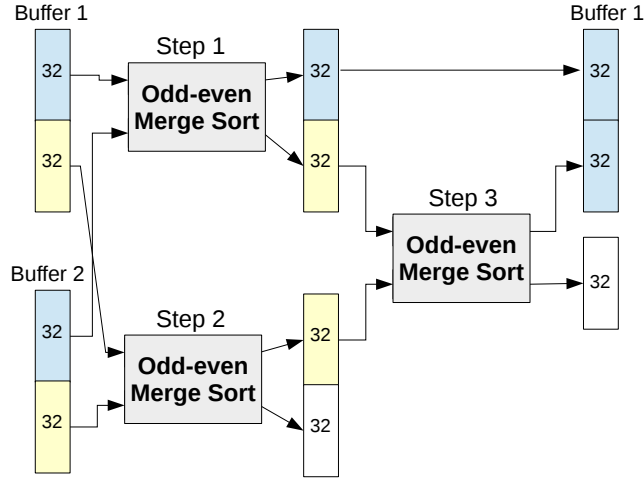 Buffer 1
32
32
Buffer 2
32
32
Step 1
Odd-even
Merge Sort
Step 2
Odd-even
Merge Sort
32
32
32
32
Step 3
Odd-even
Merge Sort
Buffer 1
32
32
32